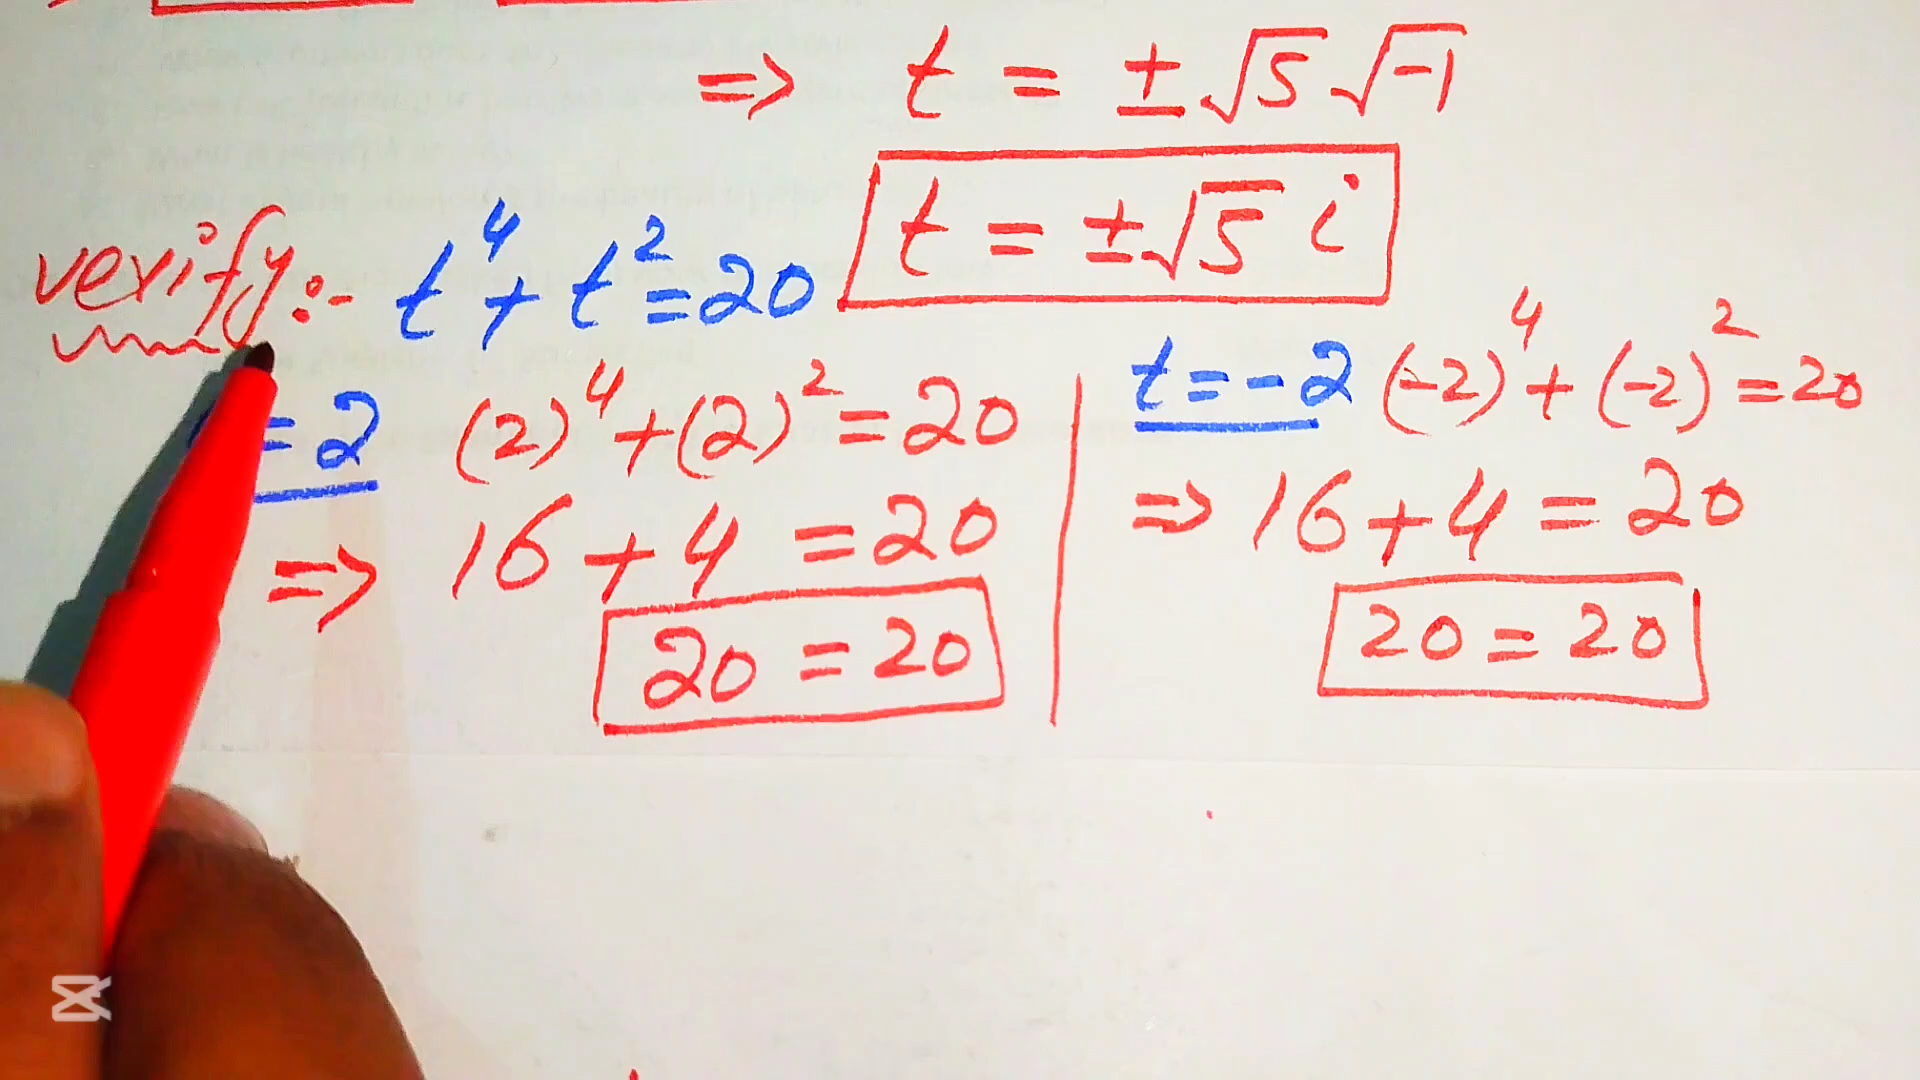 => t = ±√5 √-1
t = ±√5 i
verify:- t⁴ + t² = 20
= 2 (2)⁴ + (2)² = 20
=> 16 + 4 = 20
20 = 20
t = -2 (-2)⁴ + (-2)² = 20
=> 16 + 4 = 20
20 = 20